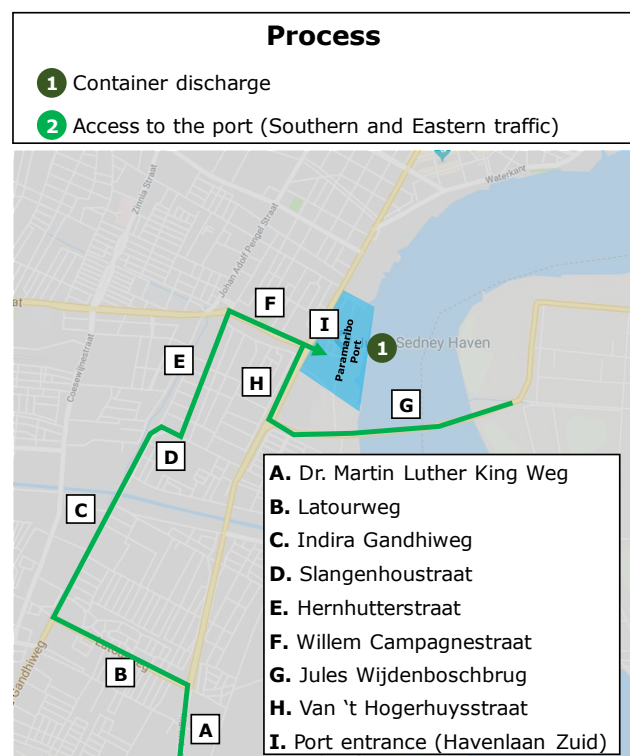 Process
1 Container discharge
2 Access to the port (Southern and Eastern traffic)
Zinnia Straat
Johan Adolf Pengel Straat
Waterkant
at
F
I
Paramaribo
Port
1
Sedney Haven
E
H
Coesewijnestraat
G
D
C
A. Dr. Martin Luther King Weg
B. Latourweg
C. Indira Gandhiweg
D. Slangenhoustraat
E. Hernhutterstraat
F. Willem Campagnestraat
G. Jules Wijdenboschbrug
H. Van ‘t Hogerhuysstraat
I. Port entrance (Havenlaan Zuid)
Gandhiweg
B
A